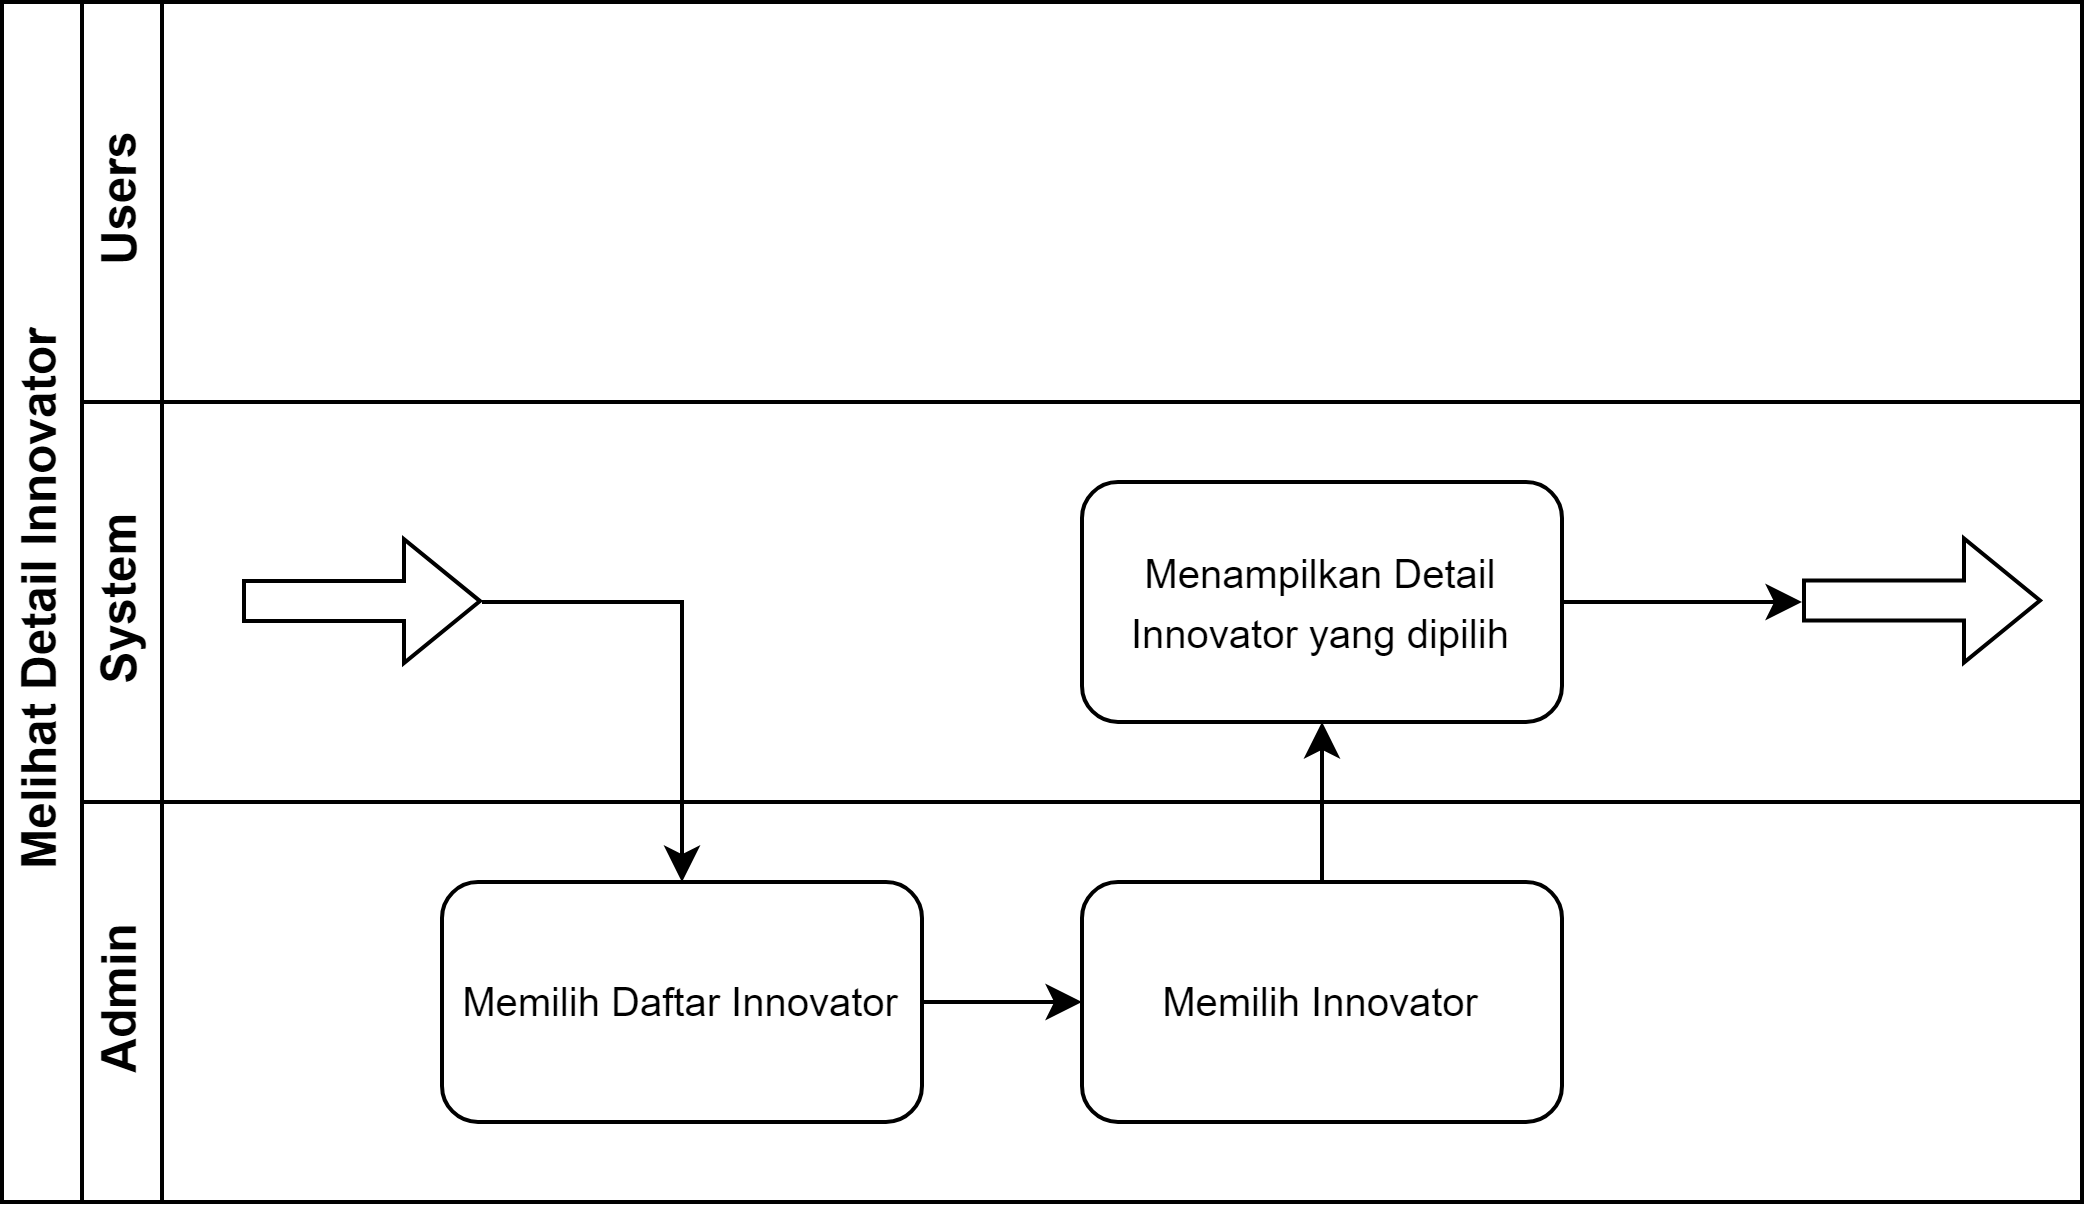 Melihat Detail Innovator
Users
System
Menampilkan Detail
Innovator yang dipilih
Admin
Memilih Daftar Innovator
Memilih Innovator